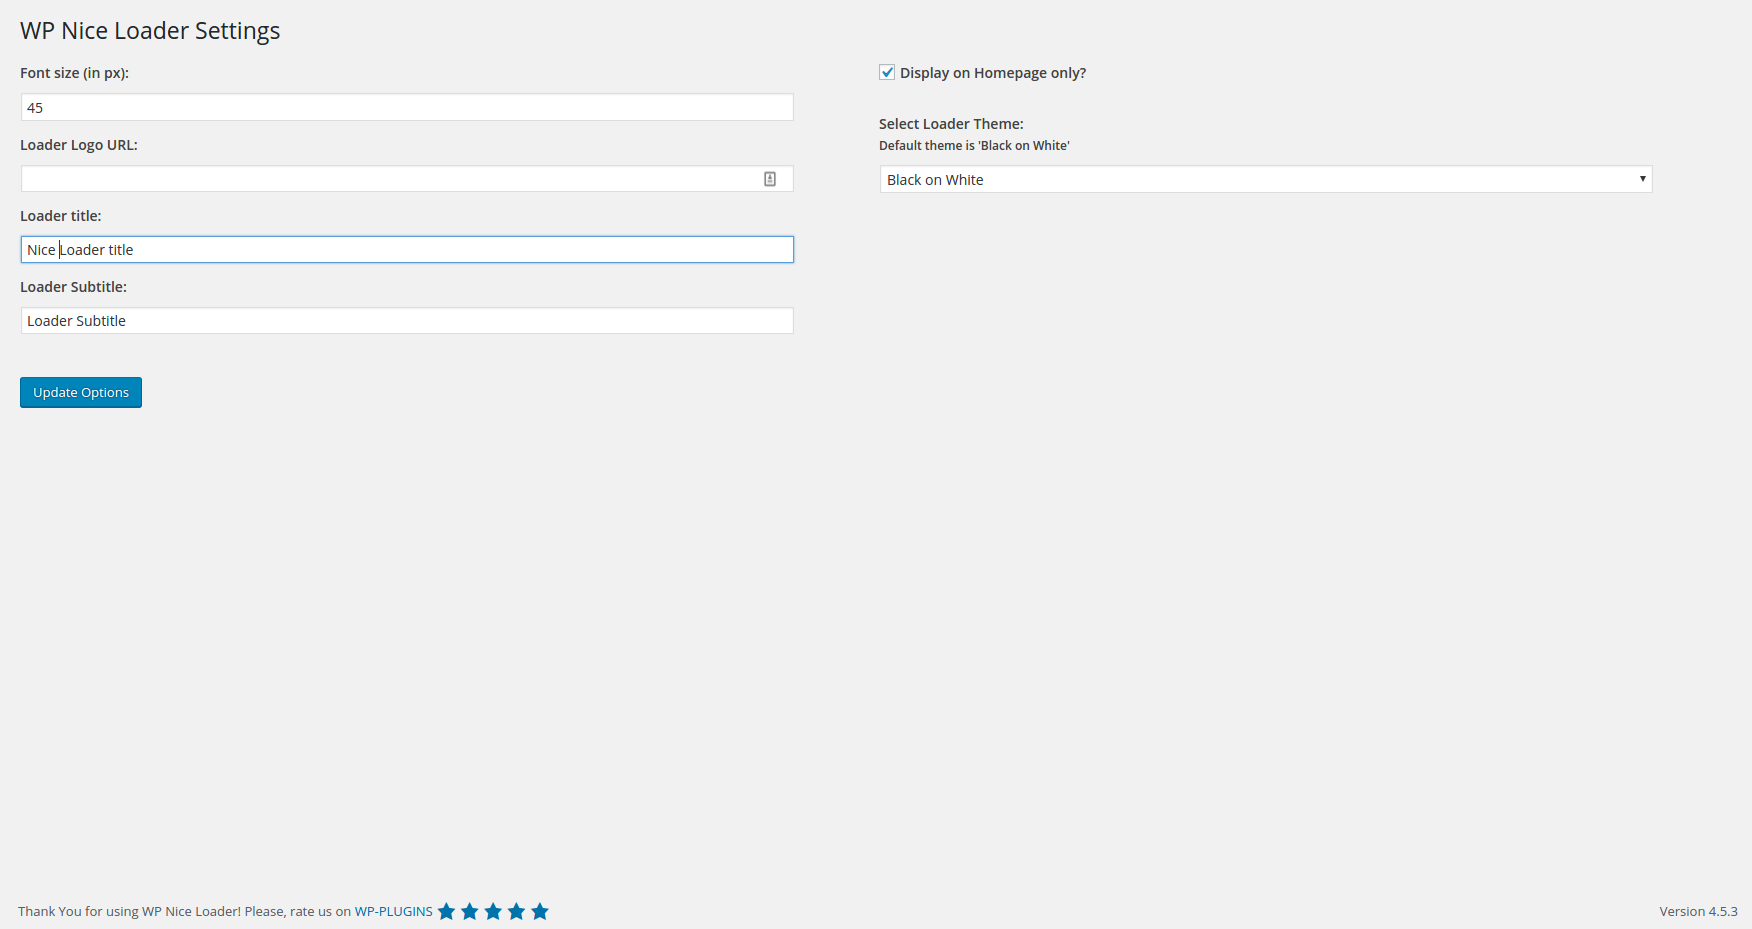 WP Nice Loader Settings
Font size (in px):
45
Loader Logo URL:
Loader title:
Nice Loader title
Loader Subtitle:
Loader Subtitle
Update Options
Display on Homepage only?
Select Loader Theme:
Default theme is 'Black on White'
Black on White
Thank You for using WP Nice Loader! Please, rate us on WP-PLUGINS
Version 4.5.3